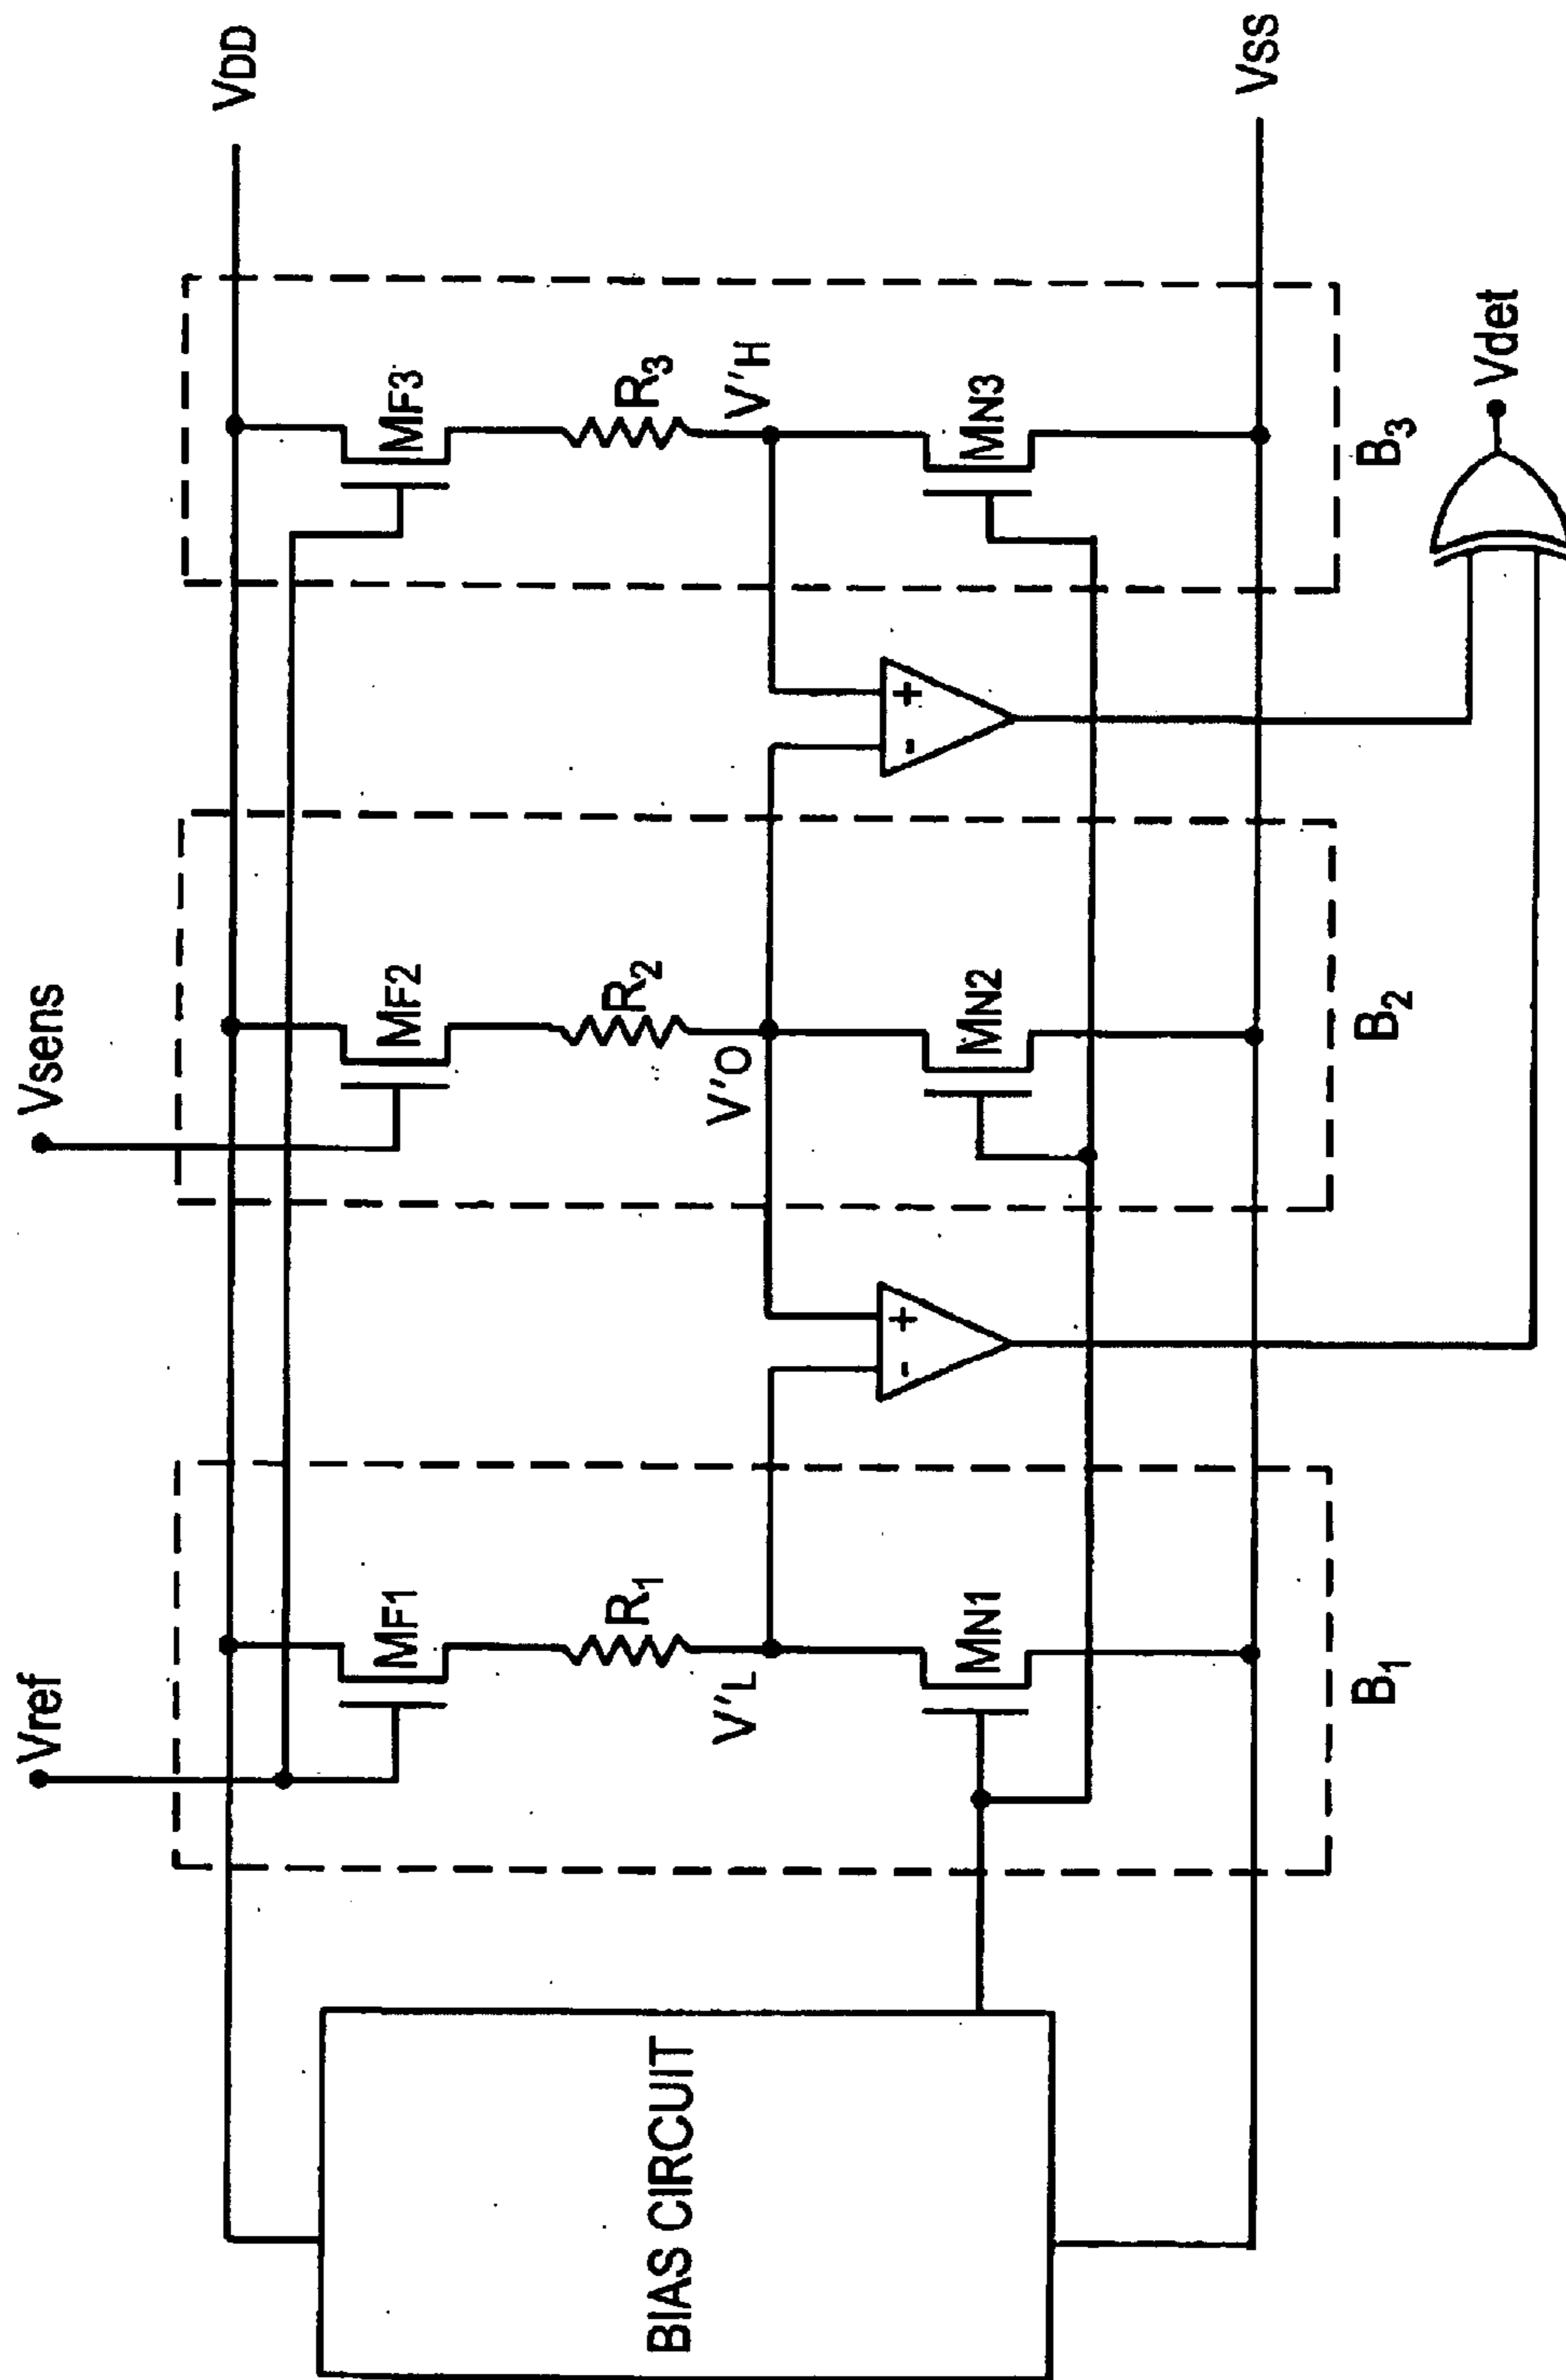 Vref
Vsens
VDD
MF1
MF2
MF3
R1
R2
R3
V'L
V'O
V'H
- +
- +
BIAS CIRCUIT
MN1
MN2
MN3
VSS
B1
B2
B3
Vdet